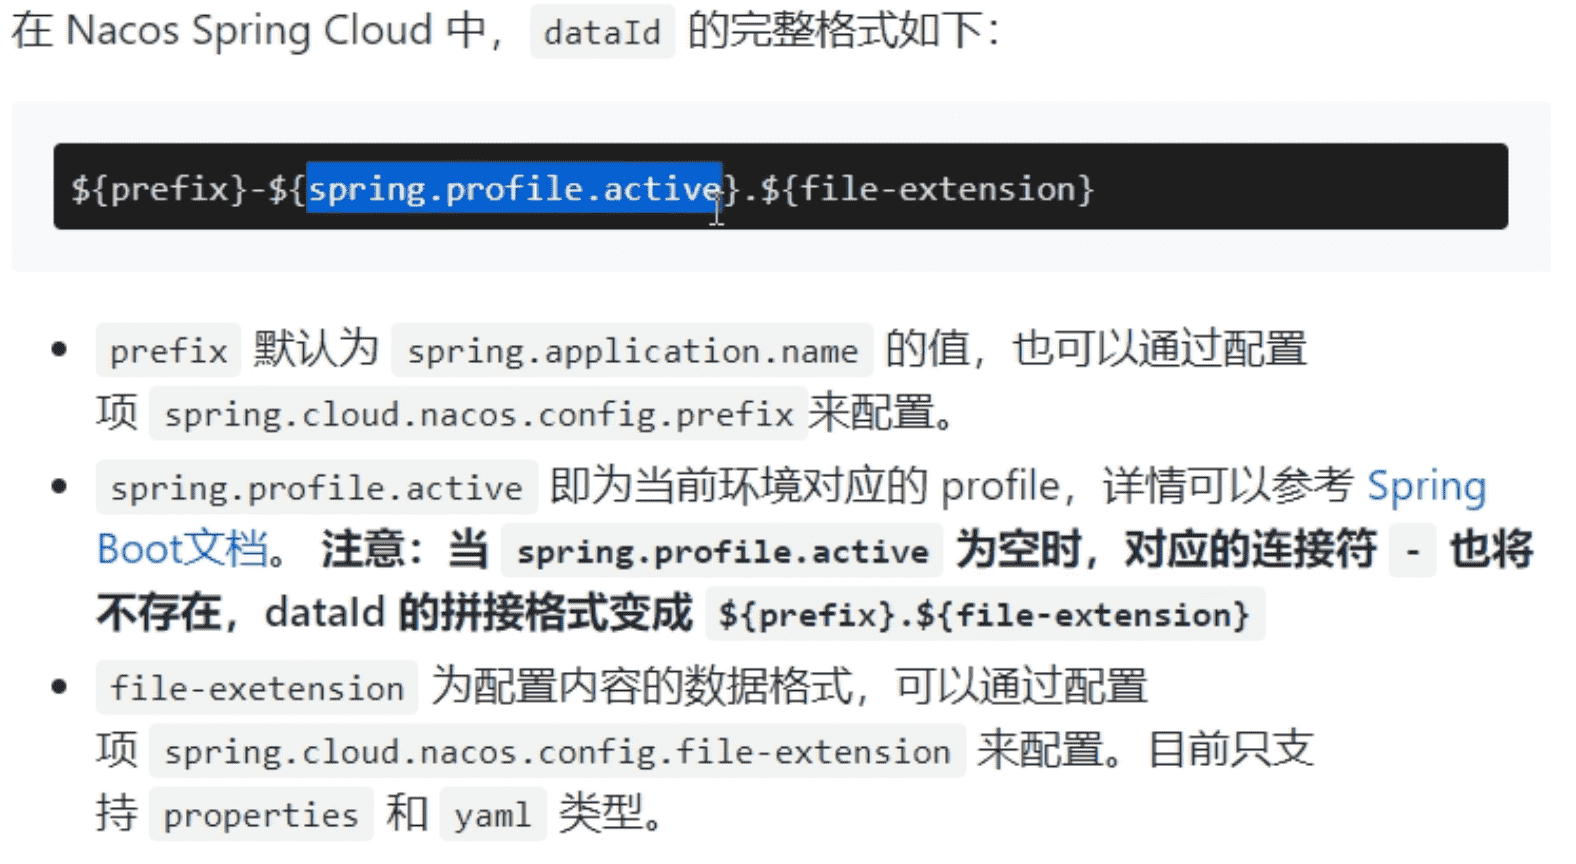 在 Nacos Spring Cloud 中，dataId 的完整格式如下：
${prefix}-${spring.profile.active}.${file-extension}
prefix 默认为 spring.application.name 的值，也可以通过配置
项 spring.cloud.nacos.config.prefix来配置。
spring.profile.active 即为当前环境对应的 profile，详情可以参考 Spring
Boot文档。 注意：当 spring.profile.active 为空时，对应的连接符 - 也将
不存在，dataId 的拼接格式变成 ${prefix}.${file-extension}
file-exetension 为配置内容的数据格式，可以通过配置
项 spring.cloud.nacos.config.file-extension 来配置。目前只支
持 properties 和 yaml 类型。